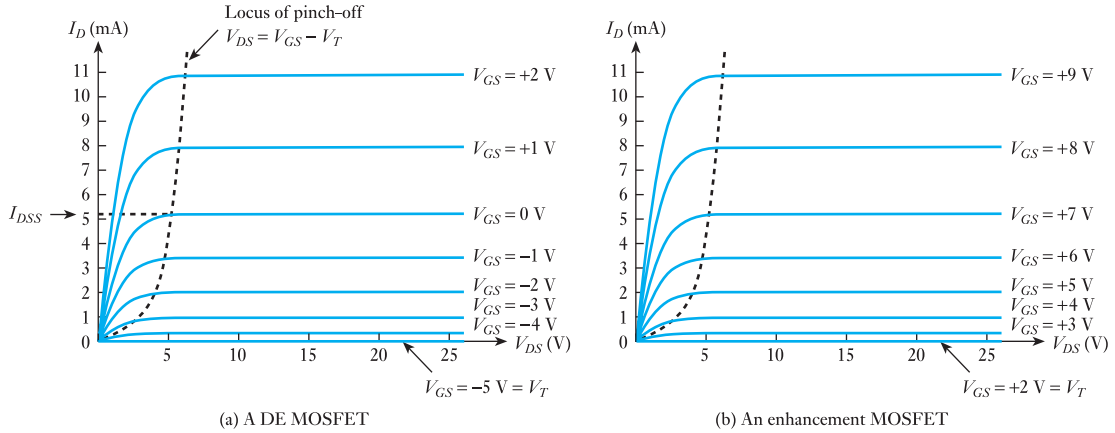 Locus of pinch–off
V_DS = V_GS − V_T
I_D (mA)
11
10
9
8
7
6
5
4
3
2
1
0
I_DSS
V_GS = +2 V
V_GS = +1 V
V_GS = 0 V
V_GS = −1 V
V_GS = −2 V
V_GS = −3 V
V_GS = −4 V
V_DS (V)
5
10
15
20
25
V_GS = −5 V = V_T
(a) A DE MOSFET
I_D (mA)
11
10
9
8
7
6
5
4
3
2
1
0
V_GS = +9 V
V_GS = +8 V
V_GS = +7 V
V_GS = +6 V
V_GS = +5 V
V_GS = +4 V
V_GS = +3 V
V_DS (V)
5
10
15
20
25
V_GS = +2 V = V_T
(b) An enhancement MOSFET